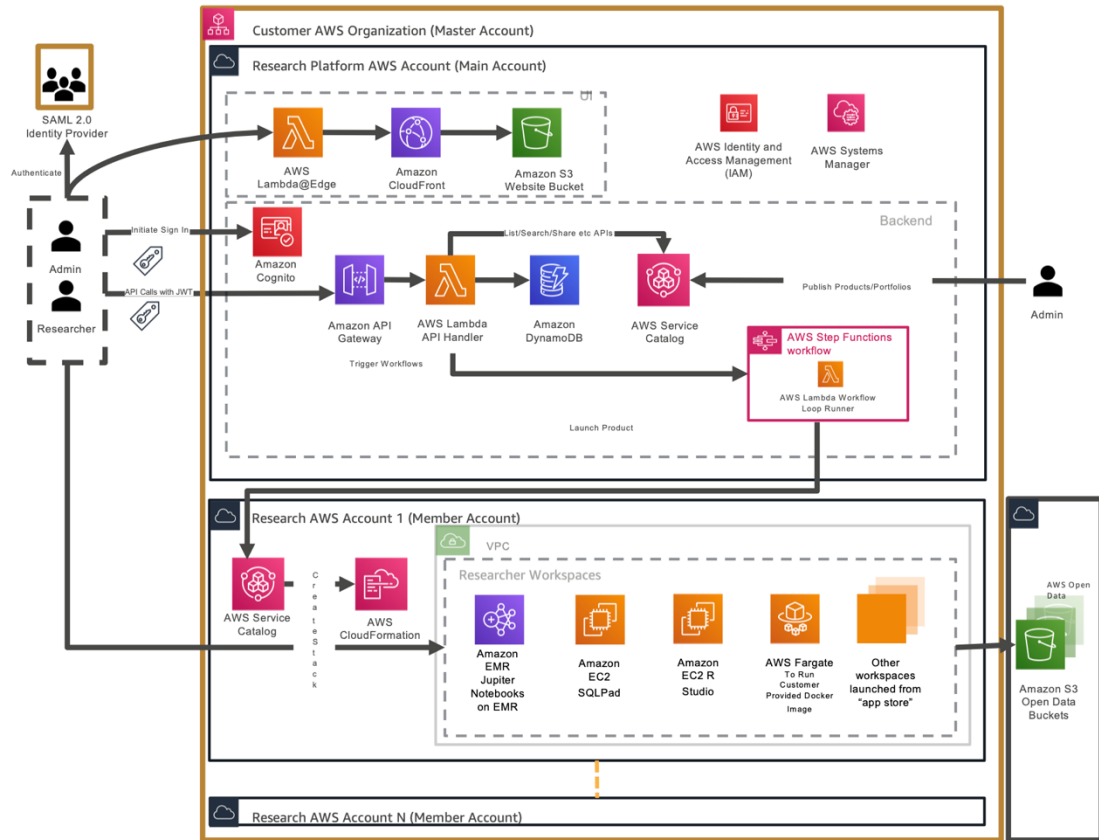 Customer AWS Organization (Master Account)
Research Platform AWS Account (Main Account)
UI
SAML 2.0
Identity Provider
Authenticate
AWS
Lambda@Edge
Amazon
CloudFront
Amazon S3
Website Bucket
AWS Identity and
Access Management
(IAM)
AWS Systems
Manager
Backend
Admin
Researcher
Initiate Sign In
API Calls with JWT
Amazon
Cognito
List/Search/Share etc APIs
Amazon API
Gateway
AWS Lambda
API Handler
Amazon
DynamoDB
AWS Service
Catalog
Publish Products/Portfolios
Admin
Trigger Workflows
AWS Step Functions
workflow
AWS Lambda Workflow
Loop Runner
Launch Product
Research AWS Account 1 (Member Account)
VPC
Researcher Workspaces
AWS Service
Catalog
CreateStack
AWS
CloudFormation
Amazon
EMR
Jupiter
Notebooks
on EMR
Amazon
EC2
SQLPad
Amazon
EC2 R
Studio
AWS Fargate
To Run
Customer
Provided Docker
Image
Other
workspaces
launched from
“app store”
AWS Open
Data
Amazon S3
Open Data
Buckets
Research AWS Account N (Member Account)